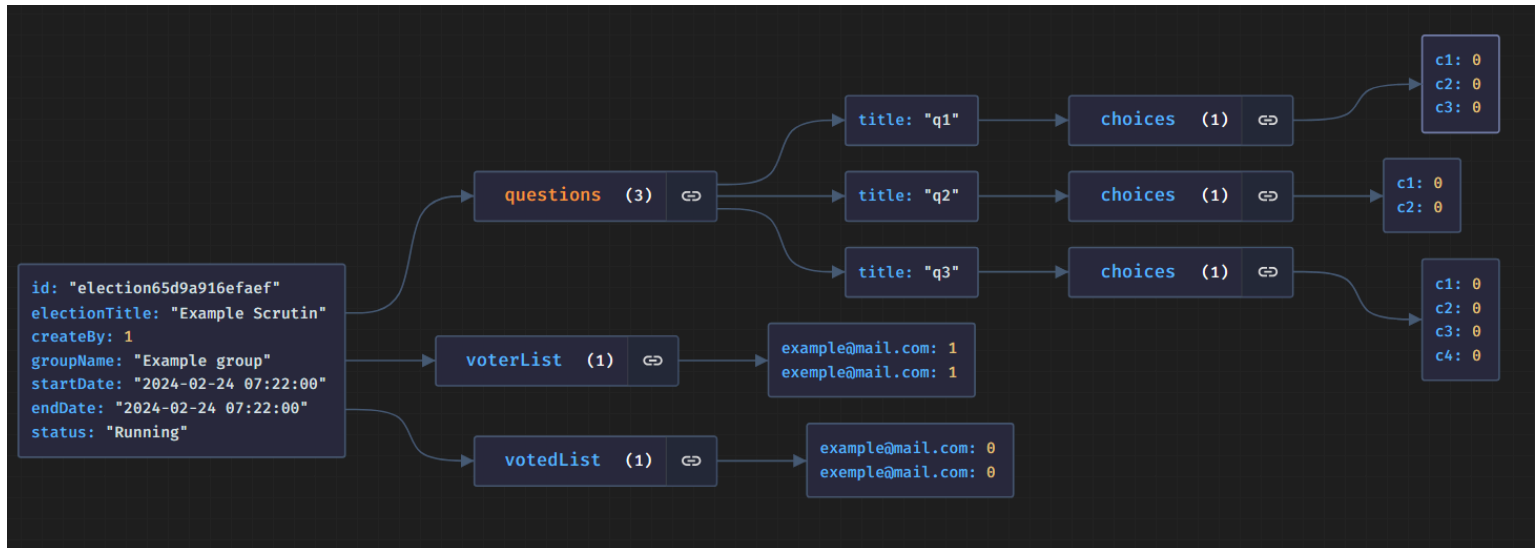 id: "election65d9a916efaef"
electionTitle: "Example Scrutin"
createBy: 1
groupName: "Example group"
startDate: "2024-02-24 07:22:00"
endDate: "2024-02-24 07:22:00"
status: "Running"
questions (3)
title: "q1"
choices (1)
c1: 0
c2: 0
c3: 0
title: "q2"
choices (1)
c1: 0
c2: 0
title: "q3"
choices (1)
c1: 0
c2: 0
c3: 0
c4: 0
voterList (1)
example@mail.com: 1
exemple@mail.com: 1
votedList (1)
example@mail.com: 0
exemple@mail.com: 0